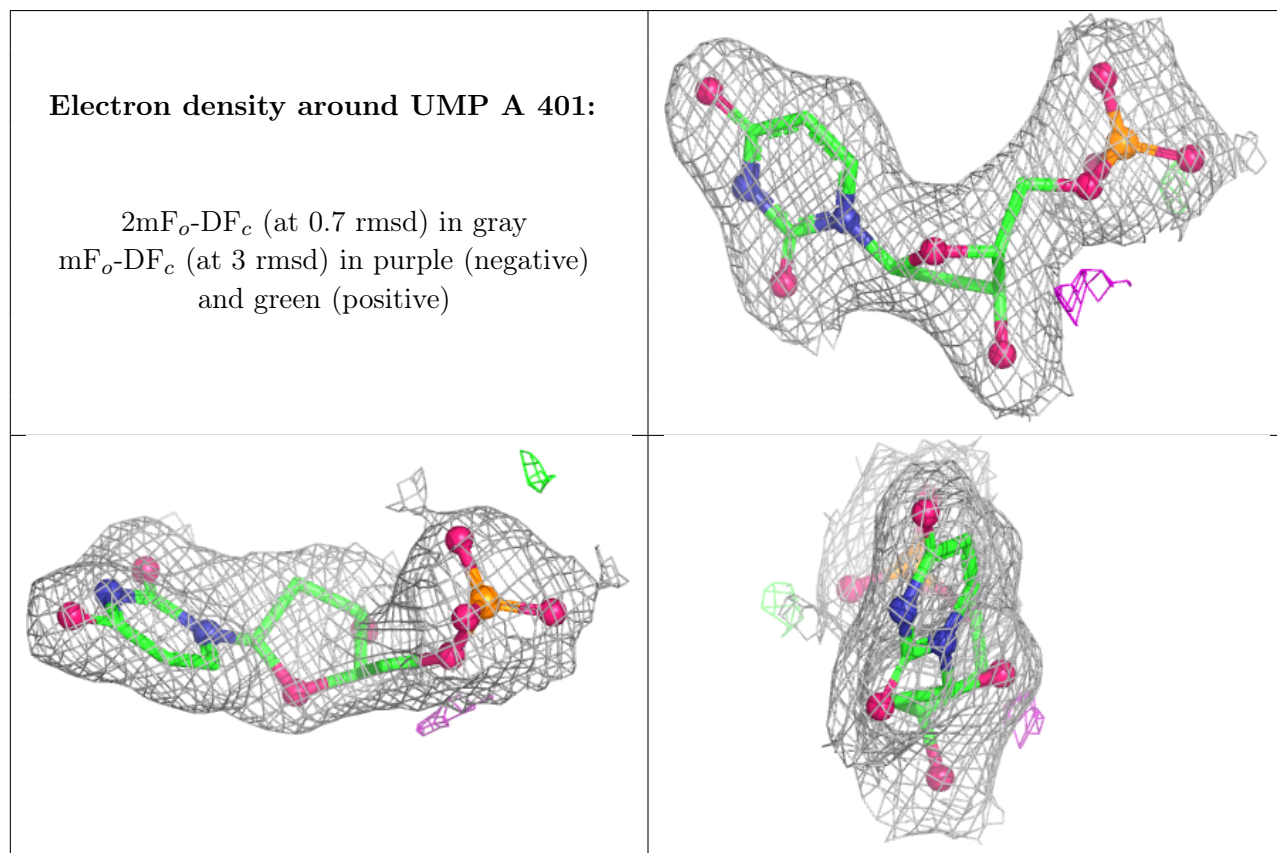 Electron density around UMP A 401:
2mFo-DFc (at 0.7 rmsd) in gray
mFo-DFc (at 3 rmsd) in purple (negative)
and green (positive)